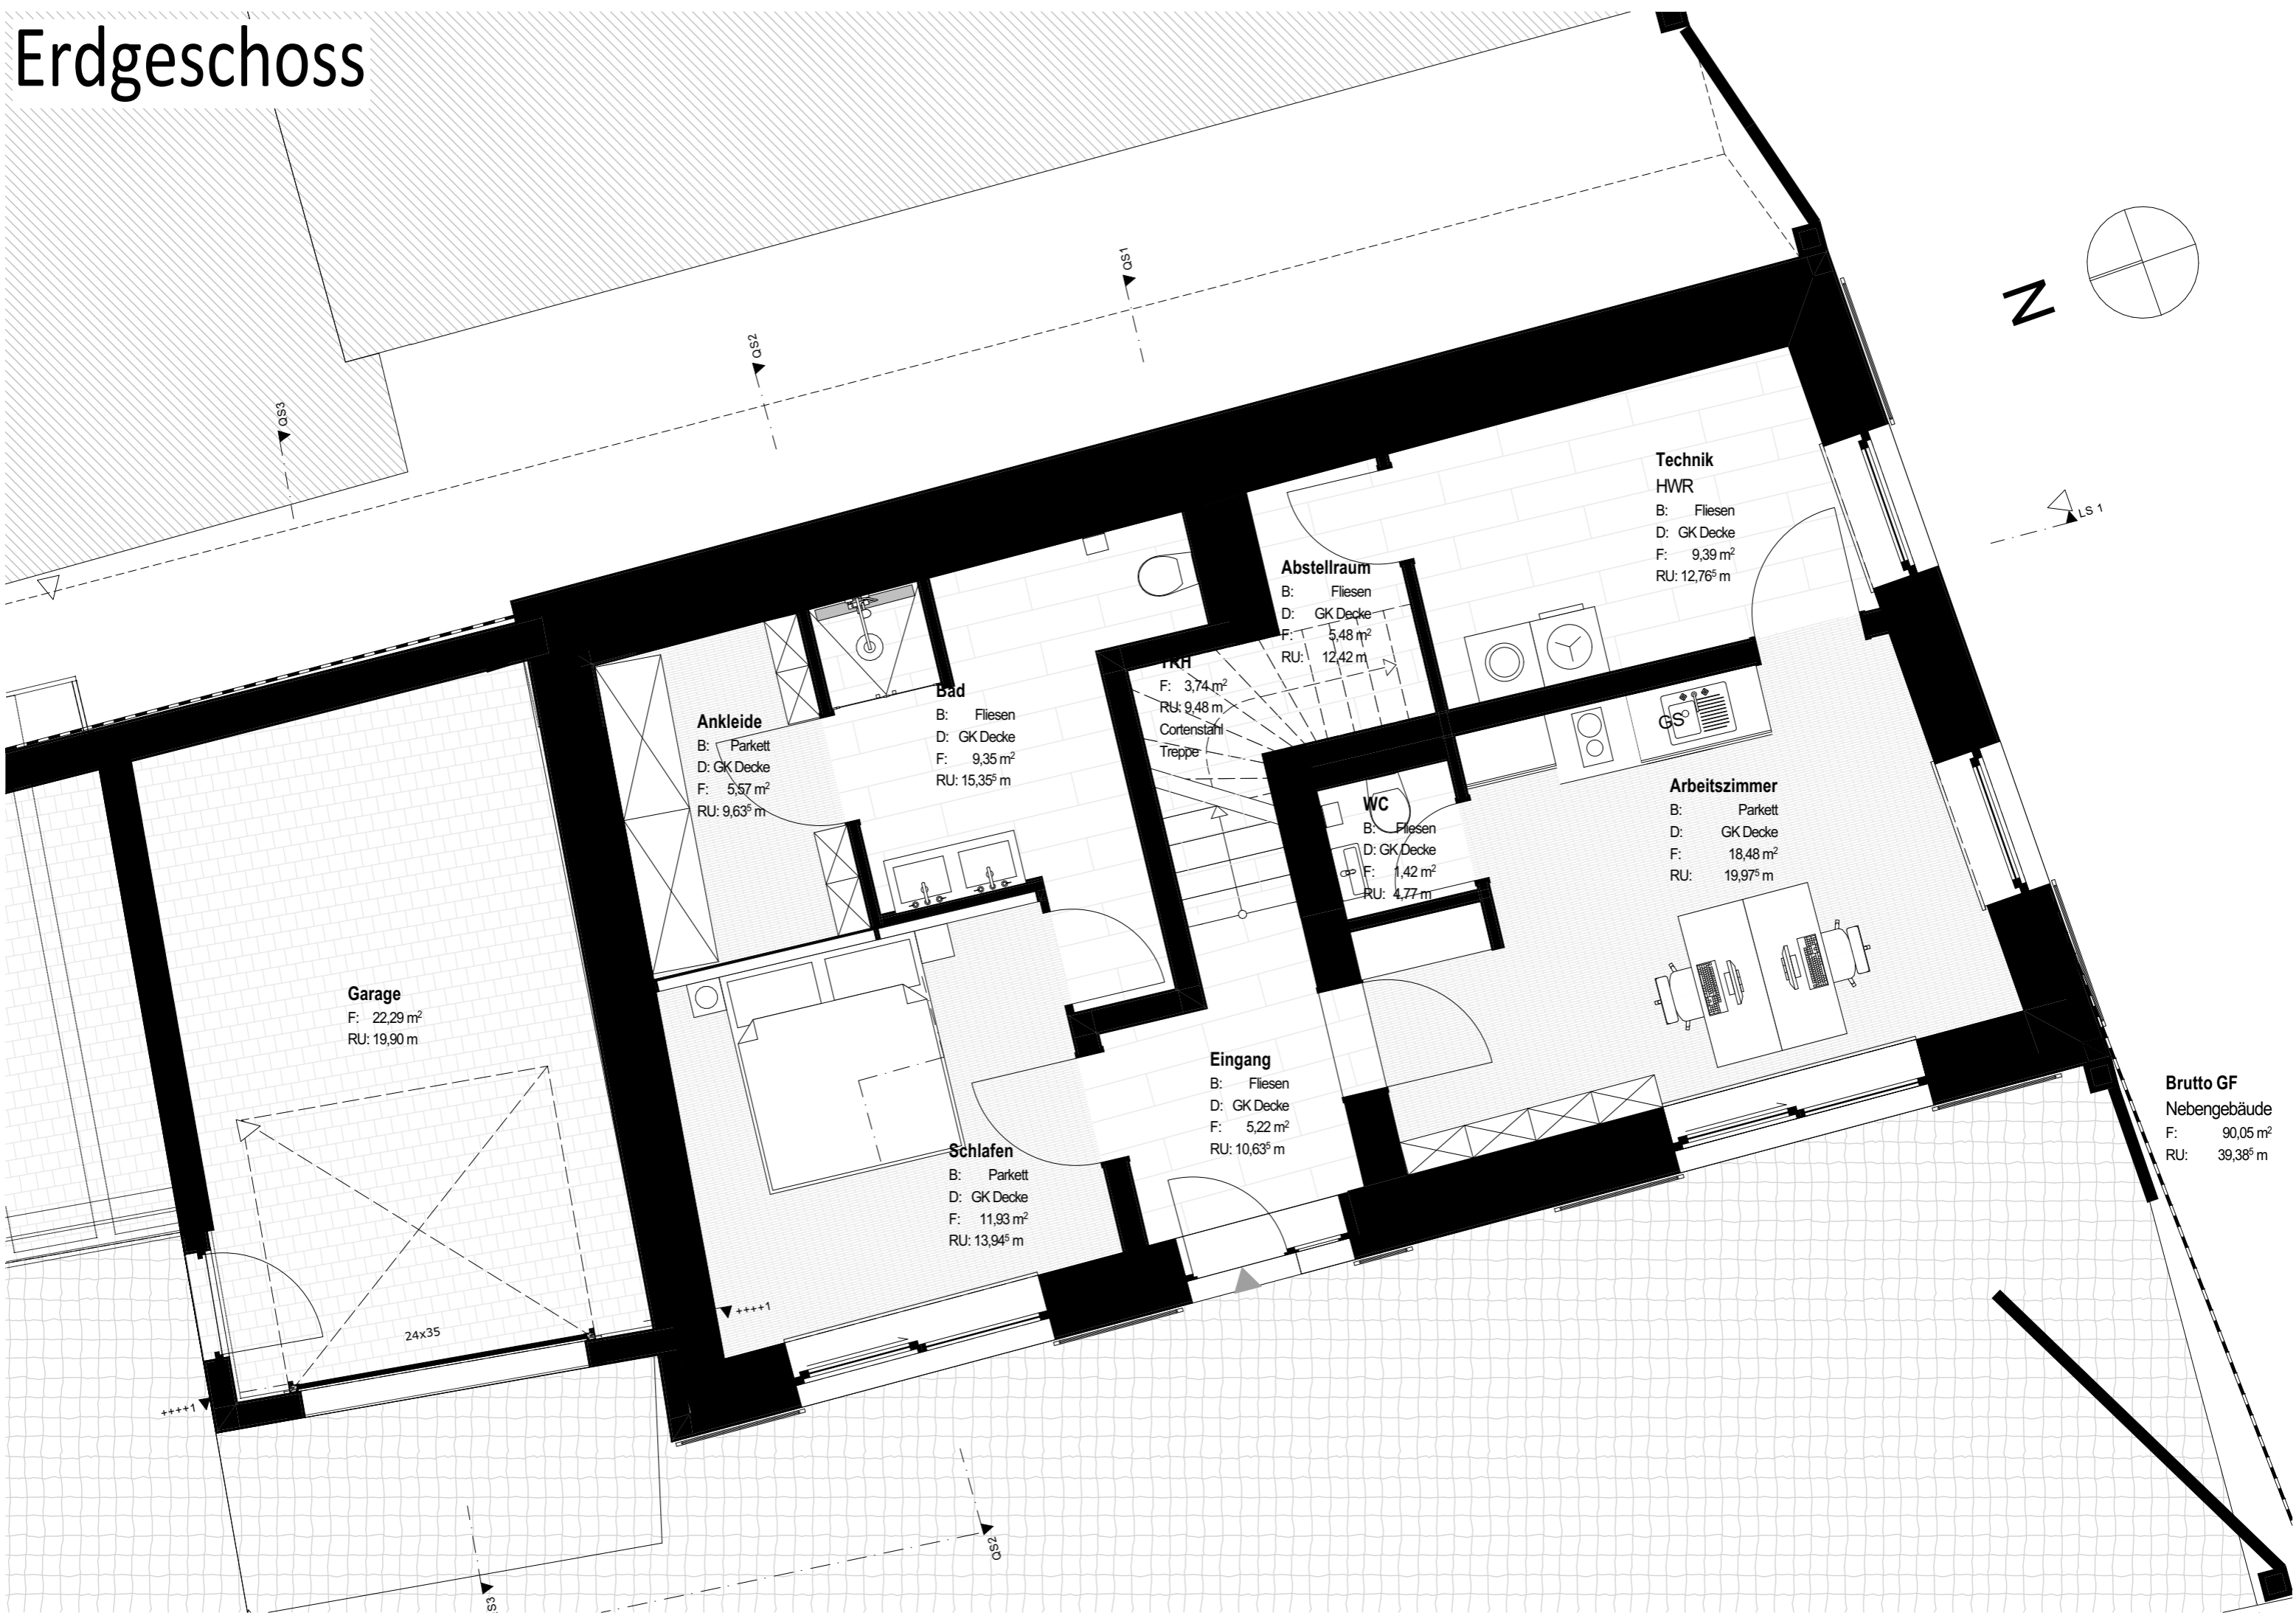 Erdgeschoss
QS1
QS2
QS3
N
LS 1
Technik
HWR
B: Fliesen
D: GK Decke
F: 9,39 m²
RU: 12,76⁵ m
Abstellraum
B: Fliesen
D: GK Decke
F: 5,48 m²
RU: 12,42 m
TRH
F: 3,74 m²
RU: 9,48 m
Cortenstahl
Treppe
Bad
B: Fliesen
D: GK Decke
F: 9,35 m²
RU: 15,35⁵ m
Ankleide
B: Parkett
D: GK Decke
F: 5,57 m²
RU: 9,63⁵ m
GS
Arbeitszimmer
B: Parkett
D: GK Decke
F: 18,48 m²
RU: 19,97⁵ m
WC
B: Fliesen
D: GK Decke
F: 1,42 m²
RU: 4,77 m
Garage
F: 22,29 m²
RU: 19,90 m
Eingang
B: Fliesen
D: GK Decke
F: 5,22 m²
RU: 10,63⁵ m
Schlafen
B: Parkett
D: GK Decke
F: 11,93 m²
RU: 13,94⁵ m
Brutto GF
Nebengebäude
F: 90,05 m²
RU: 39,38⁵ m
++++1
24x35
++++1
QS2
S3